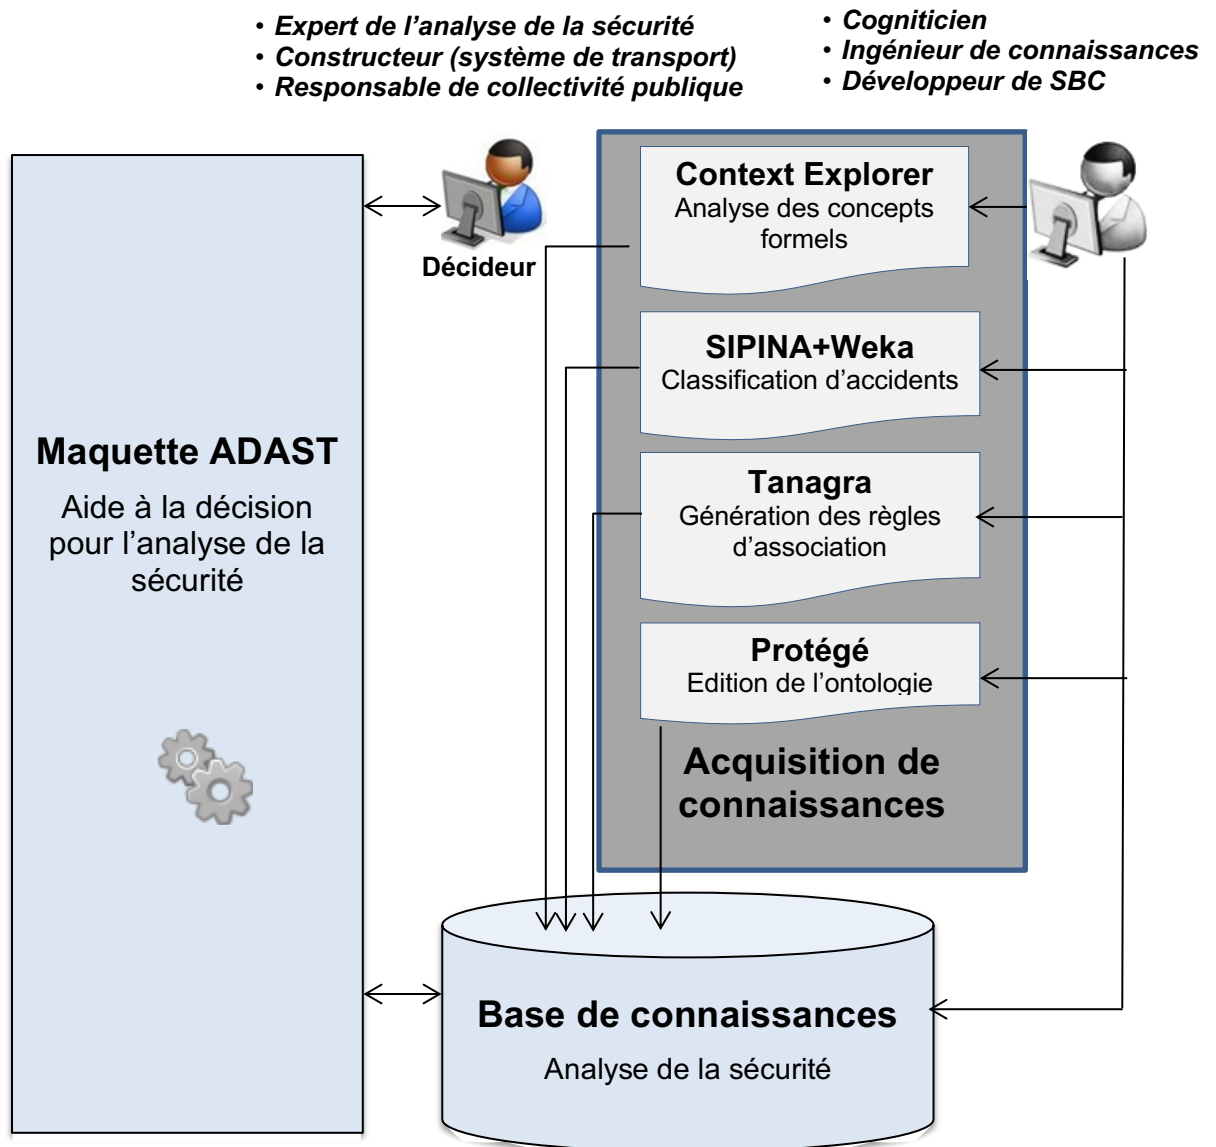 • Expert de l’analyse de la sécurité
• Constructeur (système de transport)
• Responsable de collectivité publique
• Cogniticien
• Ingénieur de connaissances
• Développeur de SBC
Décideur
Maquette ADAST
Aide à la décision
pour l’analyse de la
sécurité
Context Explorer
Analyse des concepts
formels
SIPINA+Weka
Classification d’accidents
Tanagra
Génération des règles
d’association
Protégé
Edition de l’ontologie
Acquisition de
connaissances
Base de connaissances
Analyse de la sécurité